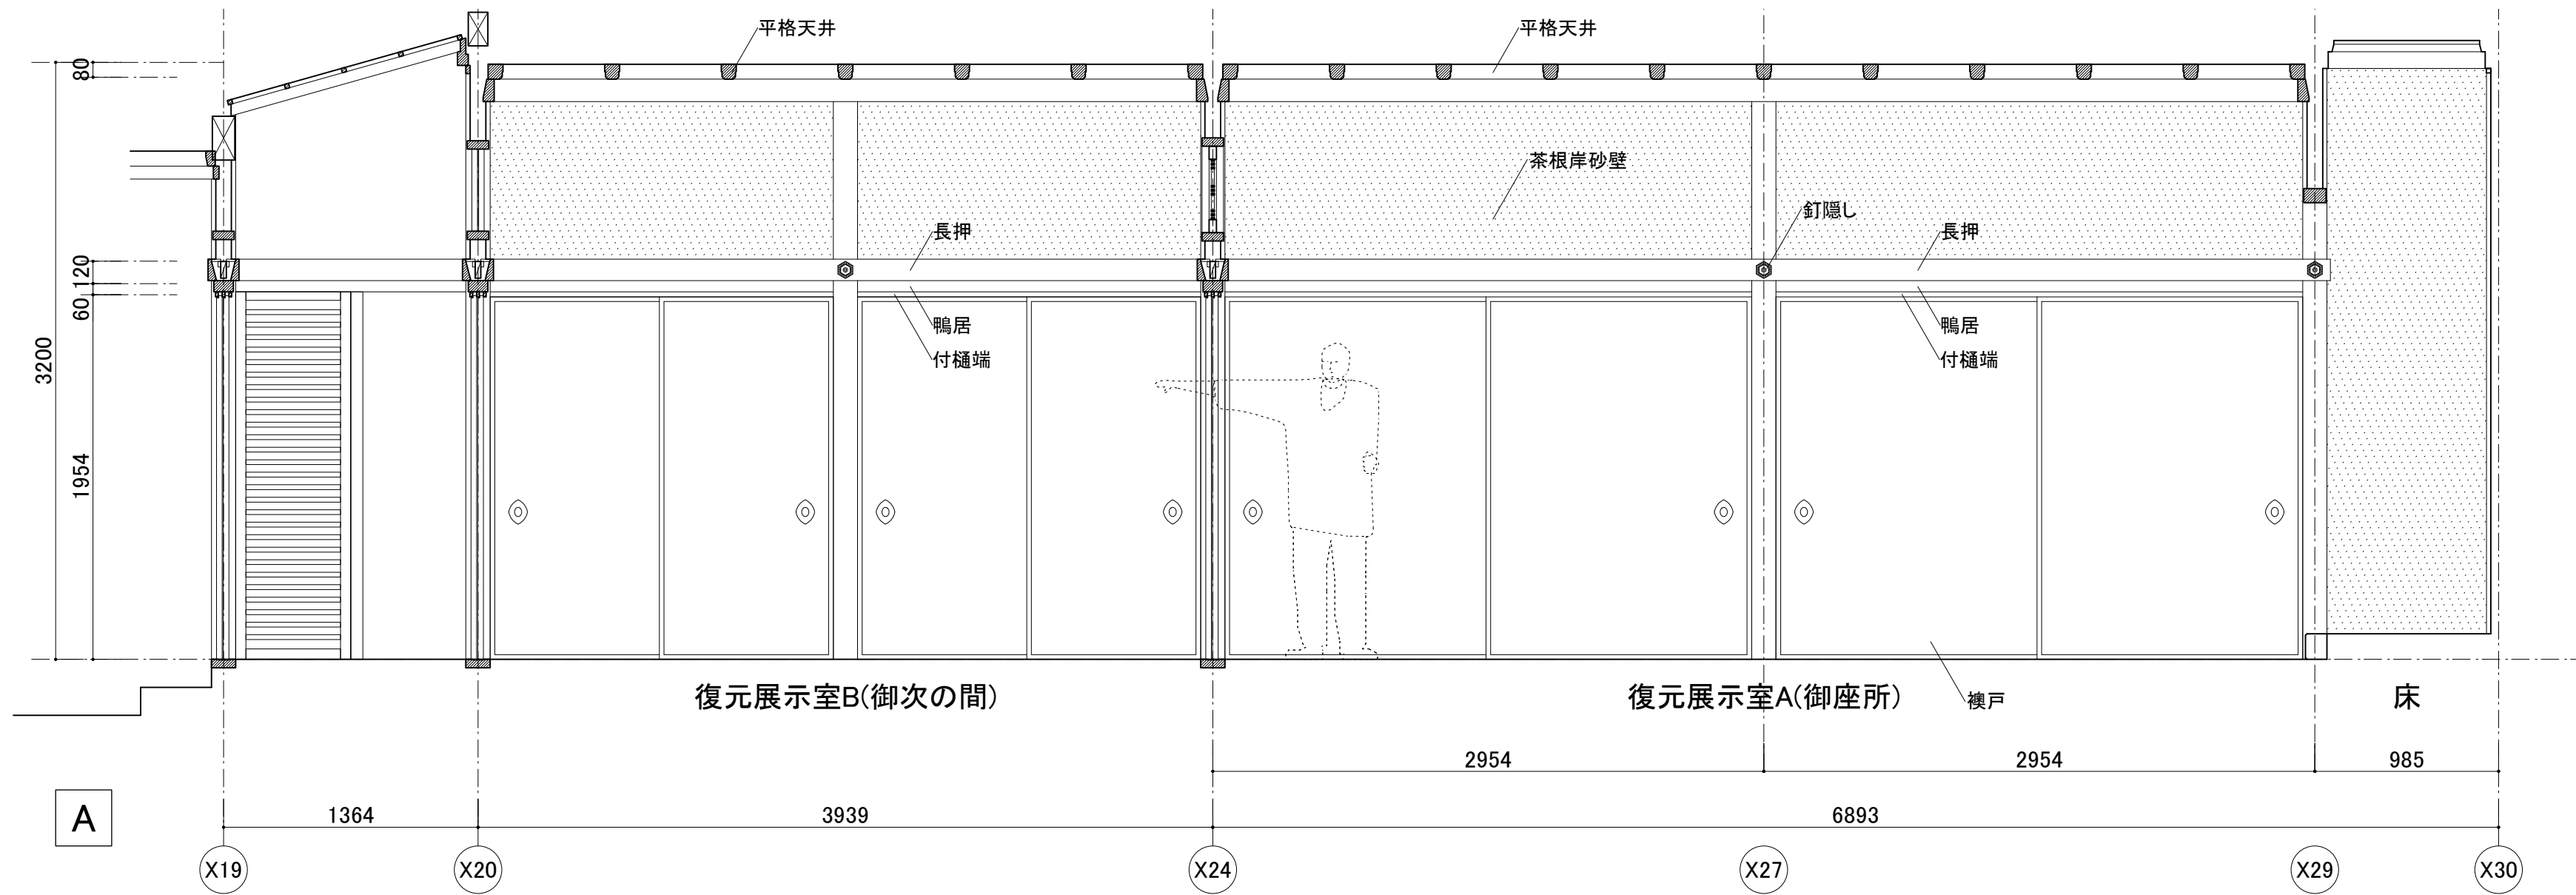 平格天井
平格天井
80
茶根岸砂壁
釘隠し
長押
長押
120
60
鴨居
鴨居
付樋端
付樋端
3200
1954
復元展示室B(御次の間)
復元展示室A(御座所)
襖戸
床
2954
2954
985
A
1364
3939
6893
X19
X20
X24
X27
X29
X30